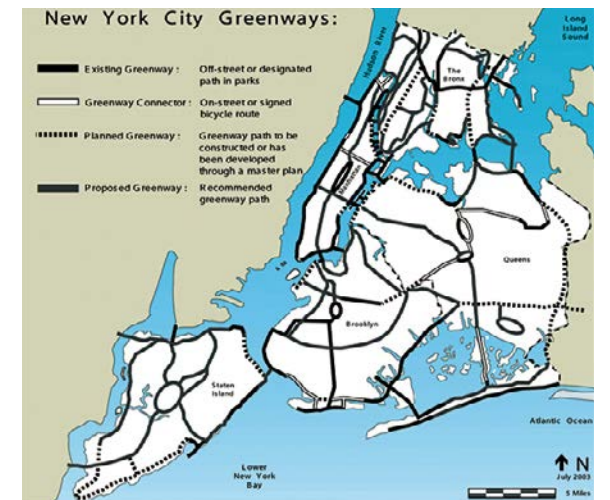 New York City Greenways:
Existing Greenway : Off-street or designated
path in parks
Greenway Connector : On-street or signed
bicycle route
Planned Greenway : Greenway path to be
constructed or has
been developed
through a master plan
Proposed Greenway : Recommended
greenway path
Hudson River
Long
Island
Sound
The
Bronx
Manhattan
Queens
Brooklyn
Staten
Island
Atlantic Ocean
Lower
New York
Bay
N
July 2003
5 Miles